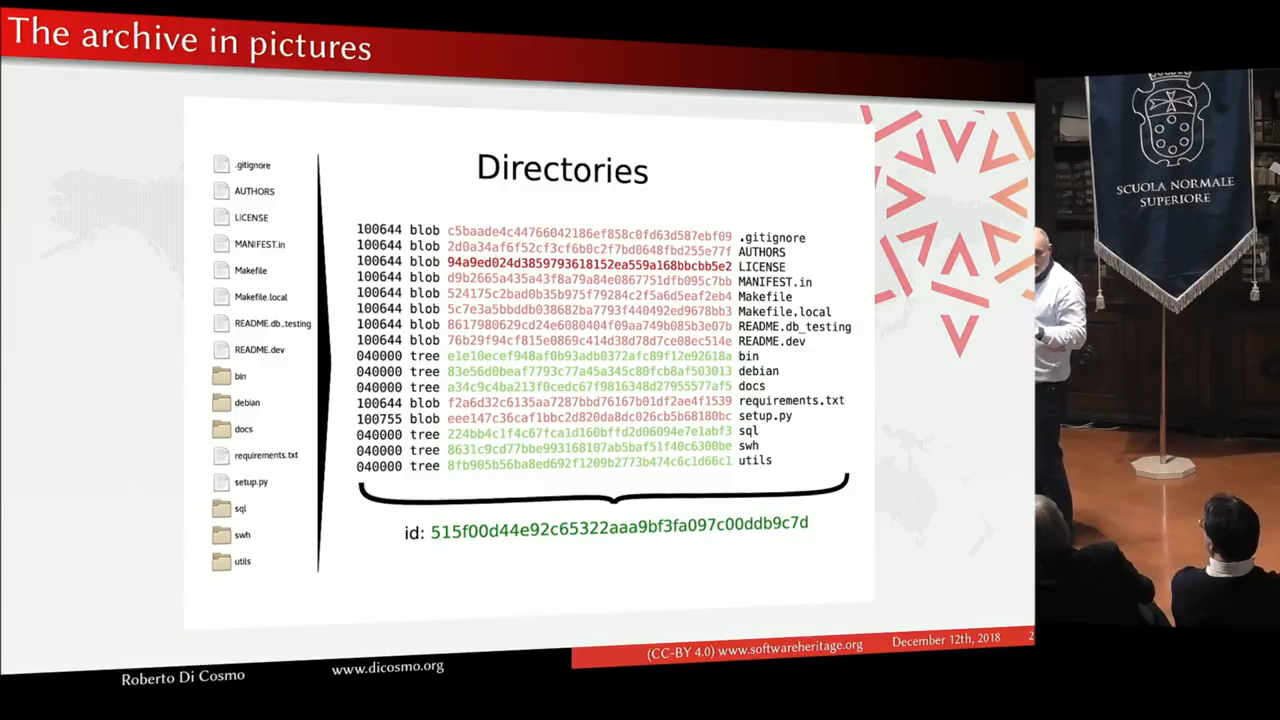 The archive in pictures
.gitignore
AUTHORS
LICENSE
MANIFEST.in
Makefile
Makefile.local
README.db_testing
README.dev
bin
debian
docs
requirements.txt
setup.py
sql
swh
utils
Directories
100644 blob c5baade4c44766042186ef858c0fd63d587ebf09 .gitignore
100644 blob 2d0a34af6f52cf3cf6b0c2f7bd0648fbd255e77f AUTHORS
100644 blob 94a9ed024d3859793618152ea559a168bbcbb5e2 LICENSE
100644 blob d9b2665a435a43f8a79a84e0867751dfb095c7bb MANIFEST.in
100644 blob 524175c2bad0b35b975f79284c2f5a6d5eaf2eb4 Makefile
100644 blob 5c7e3a5bbddb038682ba7793f440492ed9678bb3 Makefile.local
100644 blob 8617980629cd24e6080404f09aa749b085b3e07b README.db_testing
100644 blob 76b29f94cf815e0869c414d38d78d7ce08ec514e README.dev
040000 tree e1e10ecef948af0b93adb0372afc89f12e92618a bin
040000 tree 83e56d0beaf7793c77a45a345c80fcb8af503013 debian
040000 tree a34c9c4ba213f0cedc67f9816348d27955577af5 docs
100644 blob f2a6d32c6135aa7287bbd76167b01df2ae4f1539 requirements.txt
100755 blob eee147c36caf1bbc2d820da8dc026cb5b68180bc setup.py
040000 tree 224bb4c1f4c67fca1d160bffd2d06094e7e1abf3 sql
040000 tree 8631c9cd77bbe993168107ab5baf51f40c6300be swh
040000 tree 8fb905b56ba8ed692f1209b2773b474c6c1d66c1 utils
id: 515f00d44e92c65322aaa9bf3fa097c00ddb9c7d
SCUOLA NORMALE
SUPERIORE
(CC-BY 4.0) www.softwareheritage.org December 12th, 2018 2
Roberto Di Cosmo www.dicosmo.org